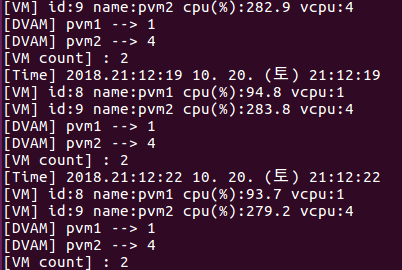 [VM] id:9 name:pvm2 cpu(%):282.9 vcpu:4
[DVAM] pvm1 --> 1
[DVAM] pvm2 --> 4
[VM count] : 2
[Time] 2018.21:12:19 10. 20. (토) 21:12:19
[VM] id:8 name:pvm1 cpu(%):94.8 vcpu:1
[VM] id:9 name:pvm2 cpu(%):283.8 vcpu:4
[DVAM] pvm1 --> 1
[DVAM] pvm2 --> 4
[VM count] : 2
[Time] 2018.21:12:22 10. 20. (토) 21:12:22
[VM] id:8 name:pvm1 cpu(%):93.7 vcpu:1
[VM] id:9 name:pvm2 cpu(%):279.2 vcpu:4
[DVAM] pvm1 --> 1
[DVAM] pvm2 --> 4
[VM count] : 2